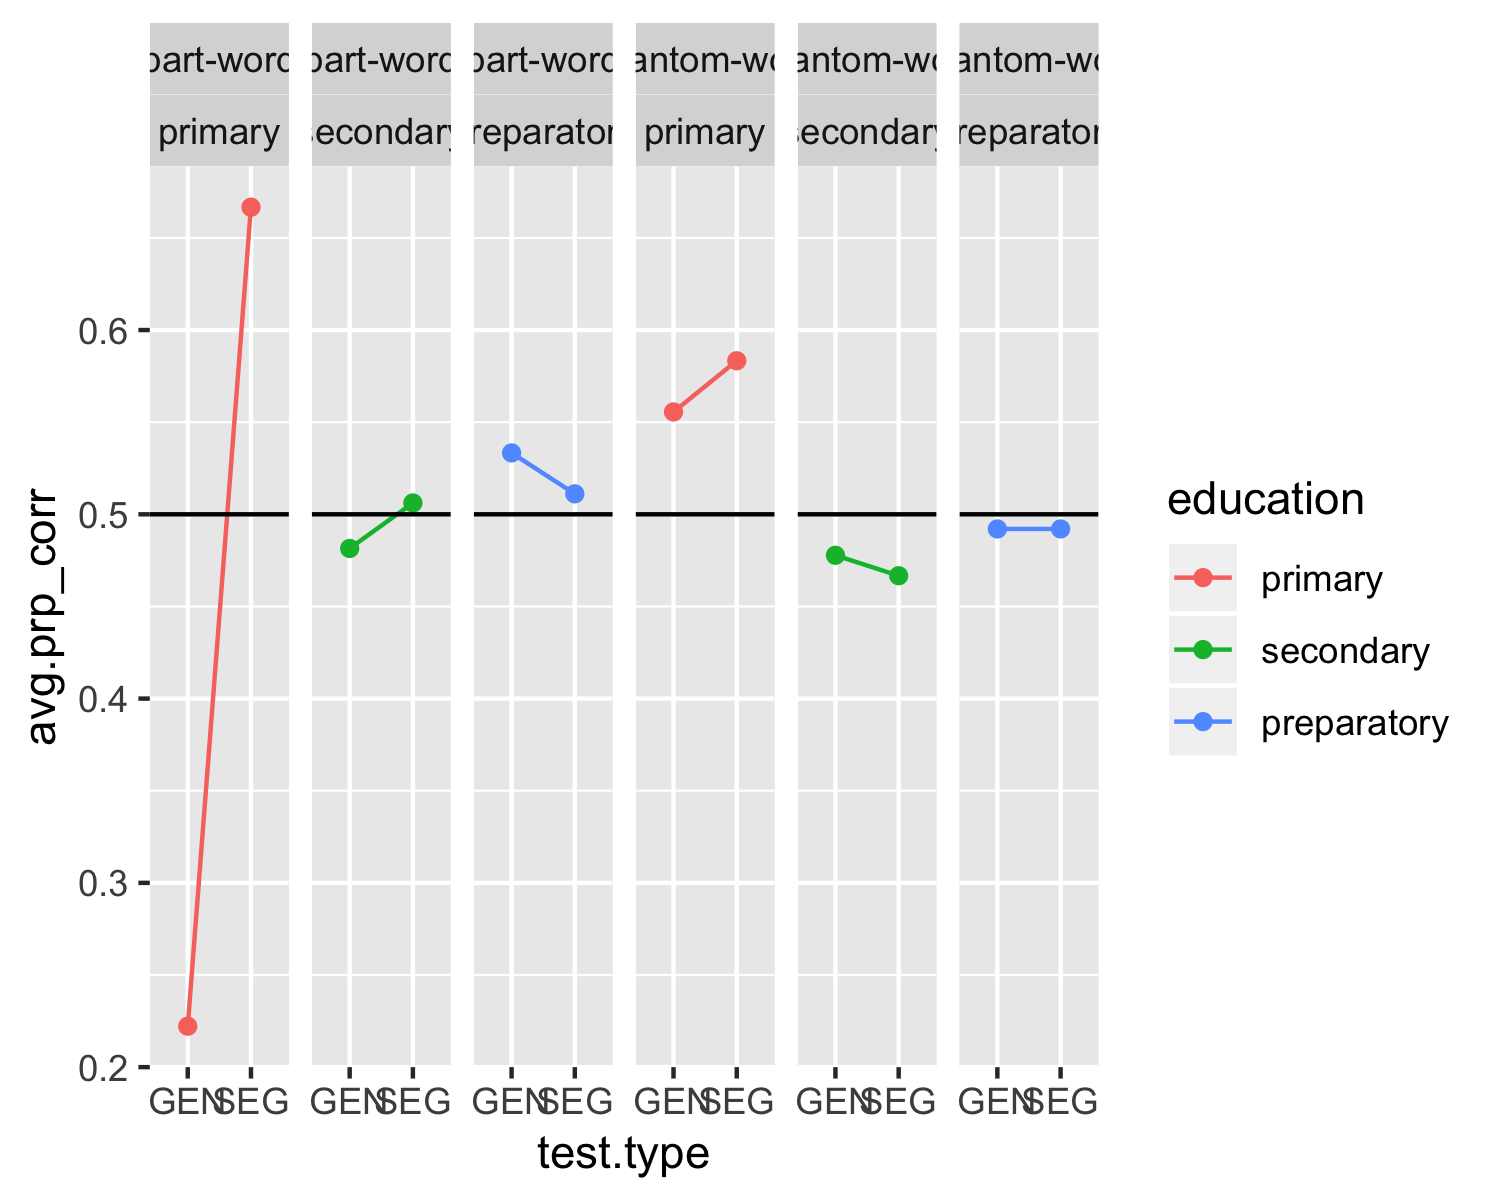 part-word part-word part-word antom-wo antom-wo antom-wo
primary secondary reparator primary secondary reparator
0.6
0.5
0.4
0.3
0.2
avg.prp_corr
GEN SEG GEN SEG GEN SEG GEN SEG GEN SEG GEN SEG
test.type
education
primary
secondary
preparatory